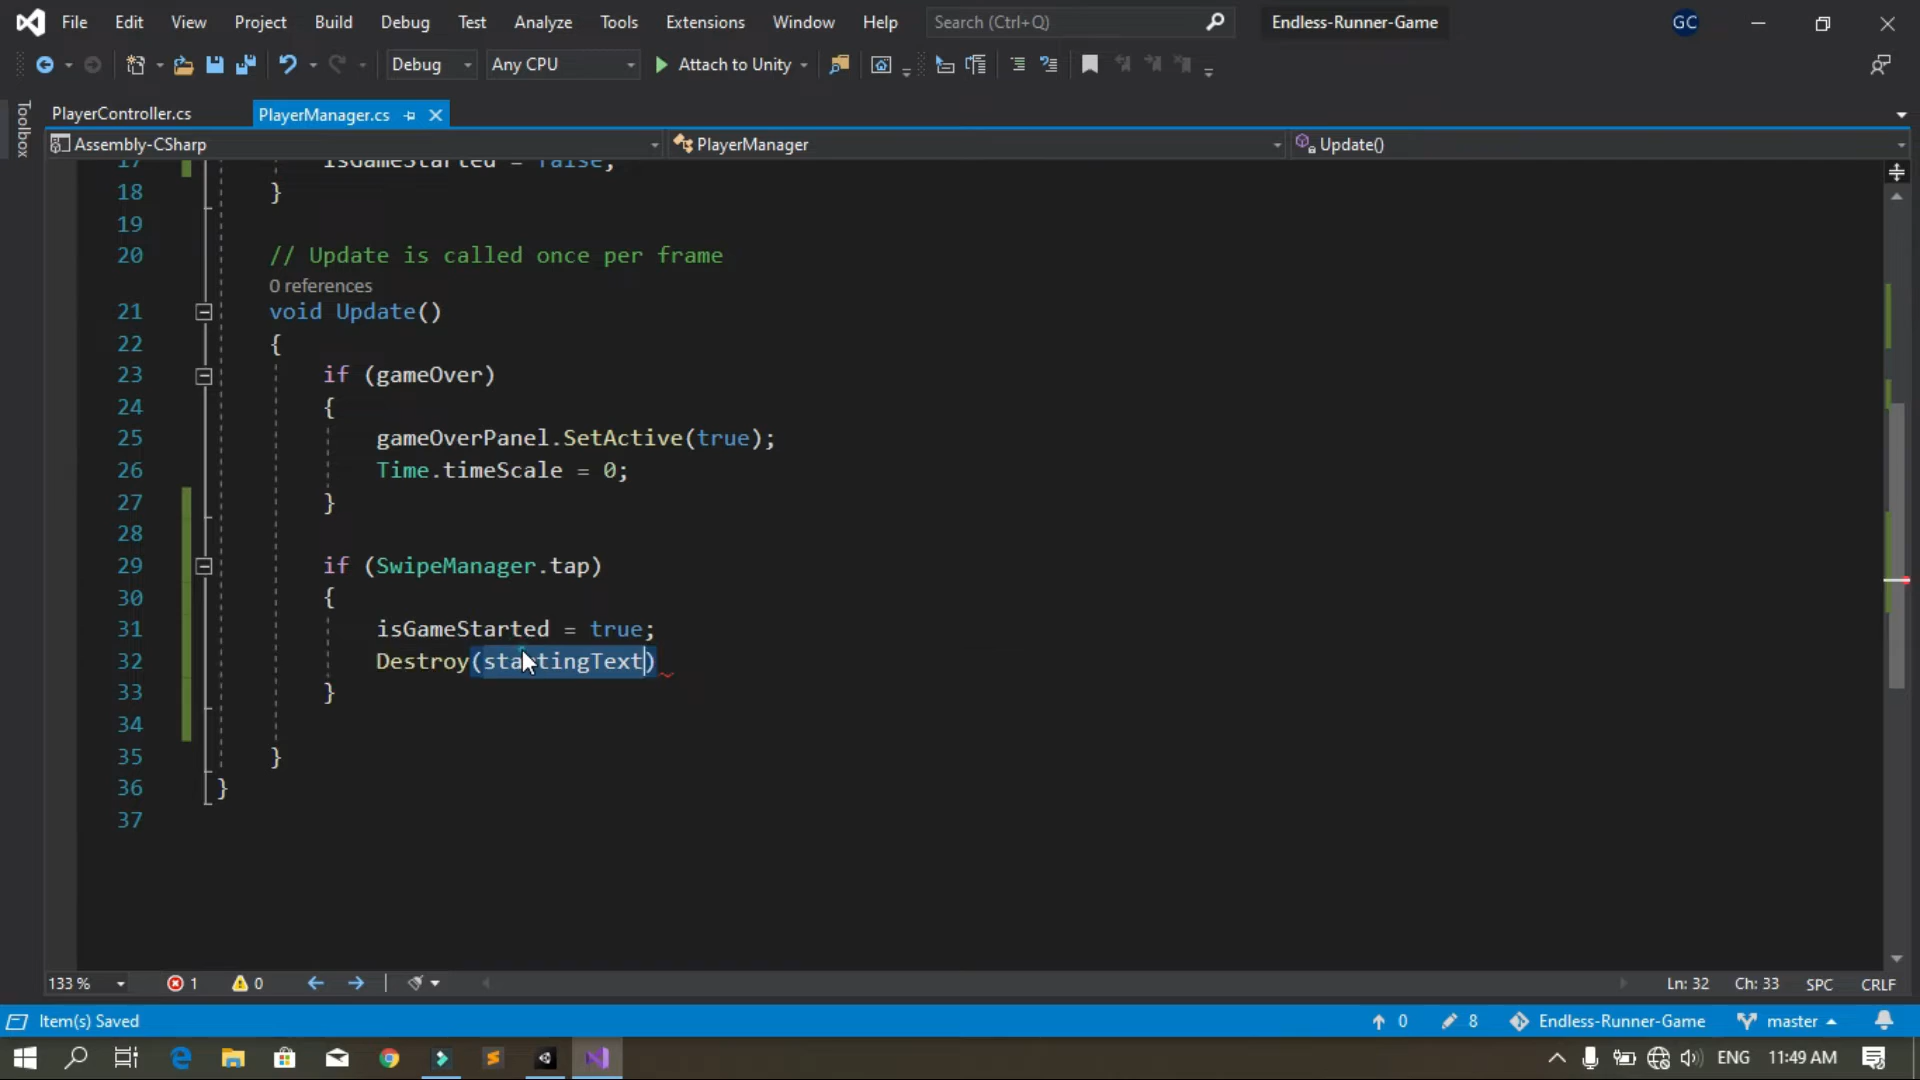 File Edit View Project Build Debug Test Analyze Tools Extensions Window Help Search (Ctrl+Q) Endless-Runner-Game GC
Debug Any CPU Attach to Unity
Toolbox
PlayerController.cs PlayerManager.cs
Assembly-CSharp PlayerManager Update()
17 isGameStarted = false;
18 }
19
20 // Update is called once per frame
0 references
21 void Update()
22 {
23 if (gameOver)
24 {
25 gameOverPanel.SetActive(true);
26 Time.timeScale = 0;
27 }
28
29 if (SwipeManager.tap)
30 {
31 isGameStarted = true;
32 Destroy(startingText)
33 }
34
35 }
36 }
37
133 % 1 0 Ln: 32 Ch: 33 SPC CRLF
Item(s) Saved 0 8 Endless-Runner-Game master
ENG 11:49 AM